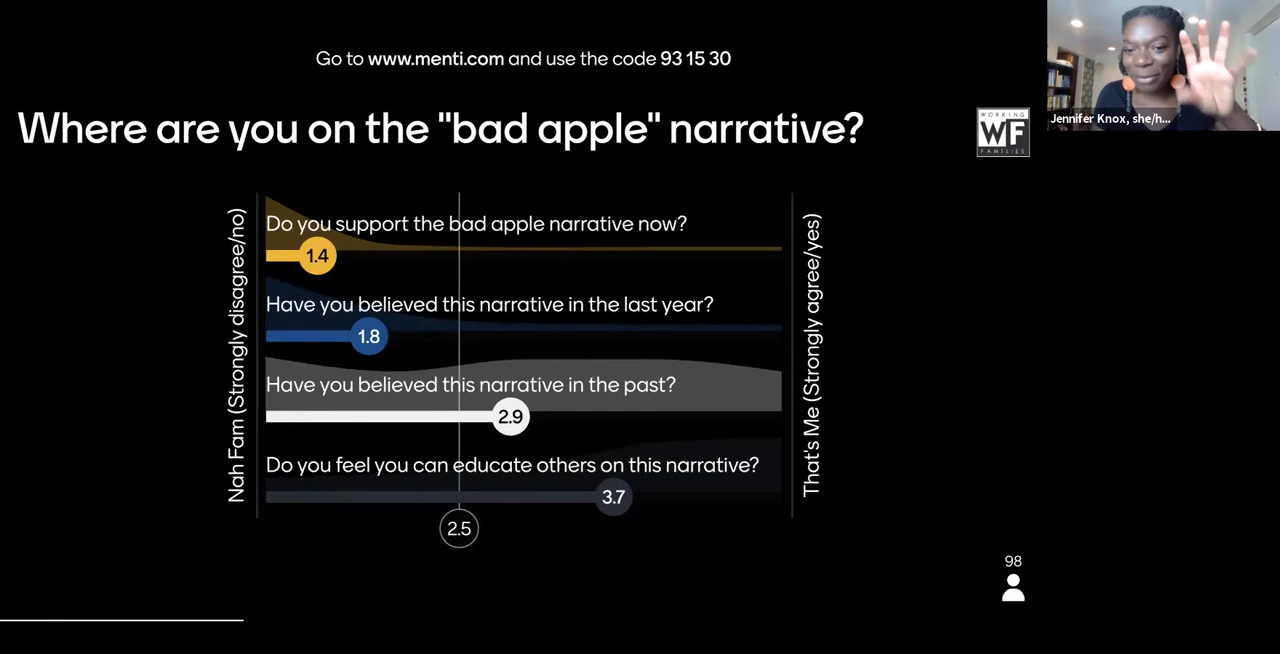 Go to www.menti.com and use the code 93 15 30
Where are you on the "bad apple" narrative?
WORKING
WF
FAMILIES
Jennifer Knox, she/h...
Nah Fam (Strongly disagree/no)
Do you support the bad apple narrative now?
1.4
Have you believed this narrative in the last year?
1.8
Have you believed this narrative in the past?
2.9
Do you feel you can educate others on this narrative?
3.7
2.5
That's Me (Strongly agree/yes)
98